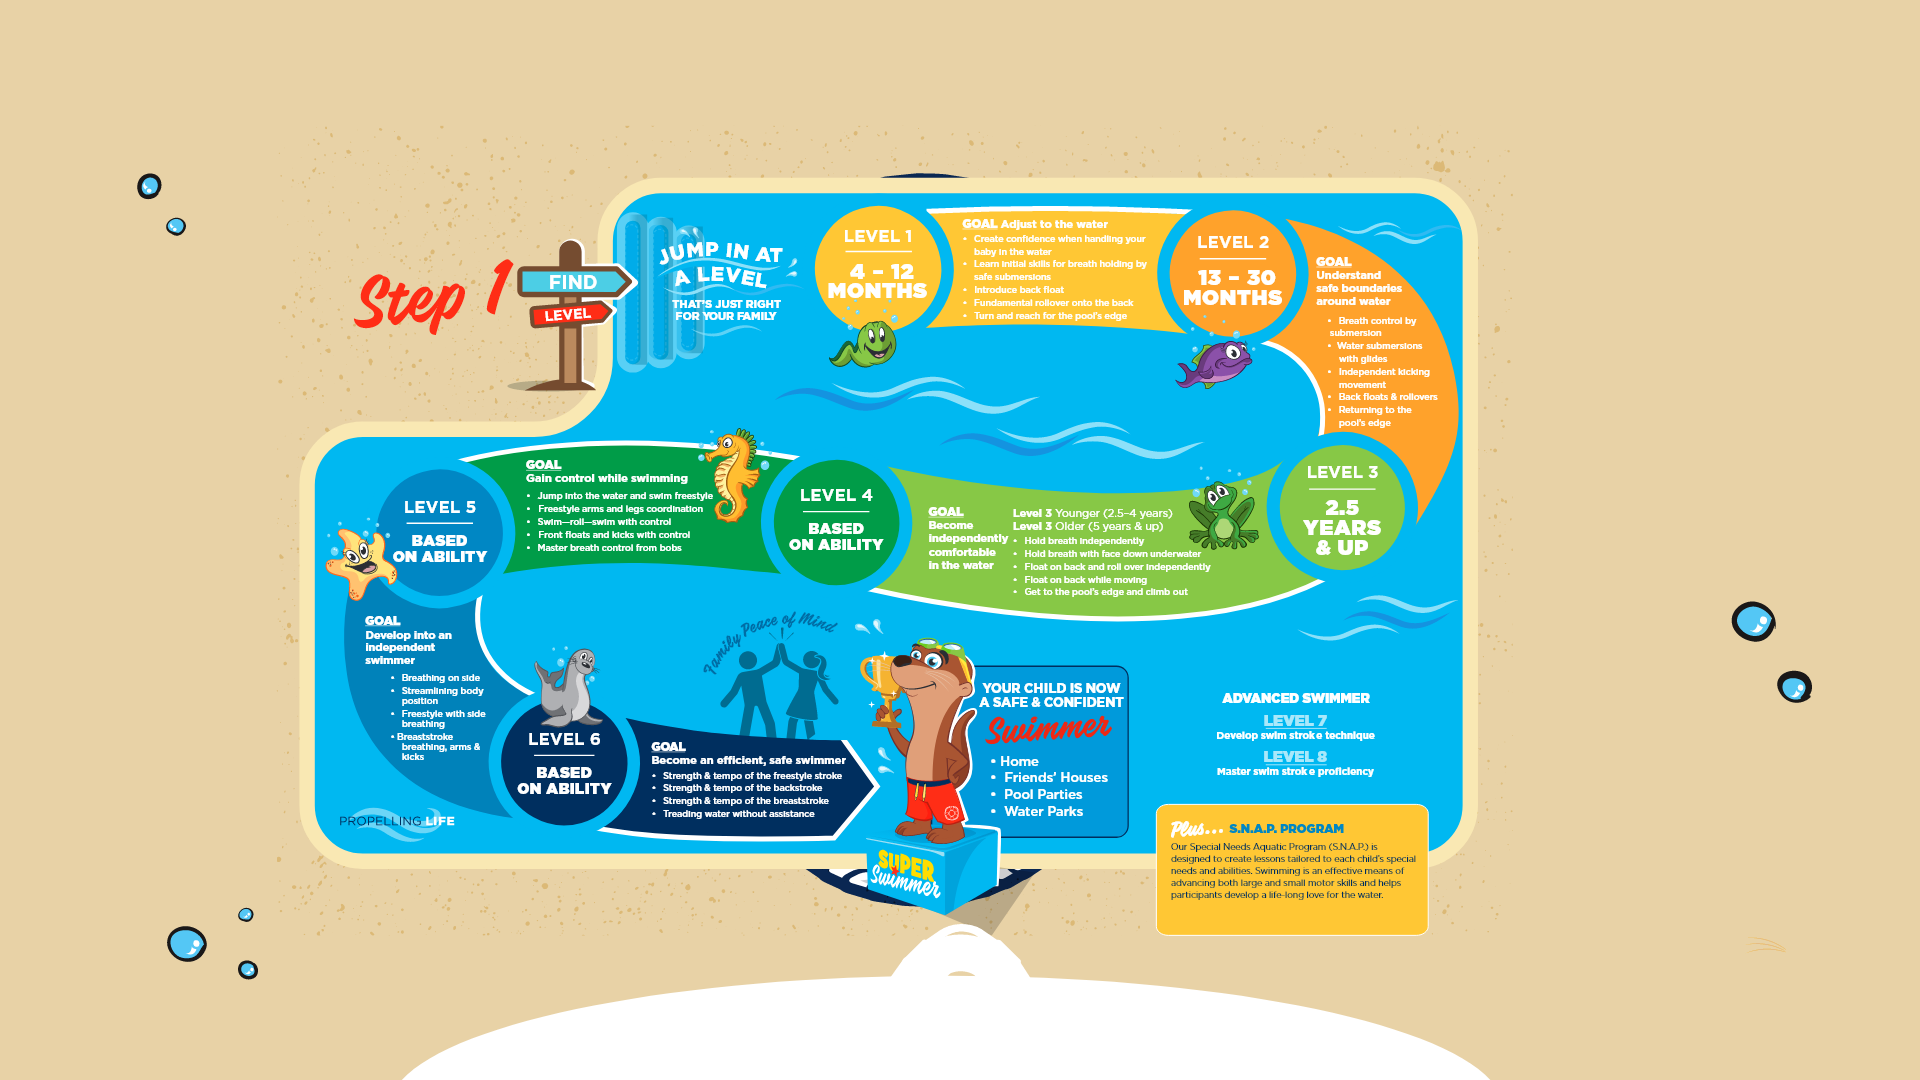 Step 1
FIND
LEVEL
JUMP IN AT
A LEVEL
THAT'S JUST RIGHT
FOR YOUR FAMILY
LEVEL 1
4 – 12
MONTHS
GOAL Adjust to the water
• Create confidence when handling your
baby in the water
• Learn initial skills for breath holding by
safe submersions
• Introduce back float
• Fundamental rollover onto the back
• Turn and reach for the pool's edge
LEVEL 2
13 – 30
MONTHS
GOAL
Understand
safe boundaries
around water
• Breath control by
submersion
• Water submersions
with glides
• Independent kicking
movement
• Back floats & rollovers
• Returning to the
pool's edge
LEVEL 3
2.5
YEARS
& UP
GOAL
Become
independently
comfortable
in the water
Level 3 Younger (2.5–4 years)
Level 3 Older (5 years & up)
• Hold breath independently
• Hold breath with face down underwater
• Float on back and roll over independently
• Float on back while moving
• Get to the pool's edge and climb out
LEVEL 4
BASED
ON ABILITY
GOAL
Gain control while swimming
• Jump into the water and swim freestyle
• Freestyle arms and legs coordination
• Swim—roll—swim with control
• Front floats and kicks with control
• Master breath control from bobs
LEVEL 5
BASED
ON ABILITY
GOAL
Develop into an
independent
swimmer
• Breathing on side
• Streamlining body
position
• Freestyle with side
breathing
• Breaststroke
breathing, arms &
kicks
LEVEL 6
BASED
ON ABILITY
GOAL
Become an efficient, safe swimmer
• Strength & tempo of the freestyle stroke
• Strength & tempo of the backstroke
• Strength & tempo of the breaststroke
• Treading water without assistance
Family Peace of Mind
YOUR CHILD IS NOW
A SAFE & CONFIDENT
Swimmer
• Home
• Friends' Houses
• Pool Parties
• Water Parks
SUPER
Swimmer
ADVANCED SWIMMER
LEVEL 7
Develop swim stroke technique
LEVEL 8
Master swim stroke proficiency
PROPELLING LIFE
Plus... S.N.A.P. PROGRAM
Our Special Needs Aquatic Program (S.N.A.P.) is
designed to create lessons tailored to each child's special
needs and abilities. Swimming is an effective means of
advancing both large and small motor skills and helps
participants develop a life-long love for the water.